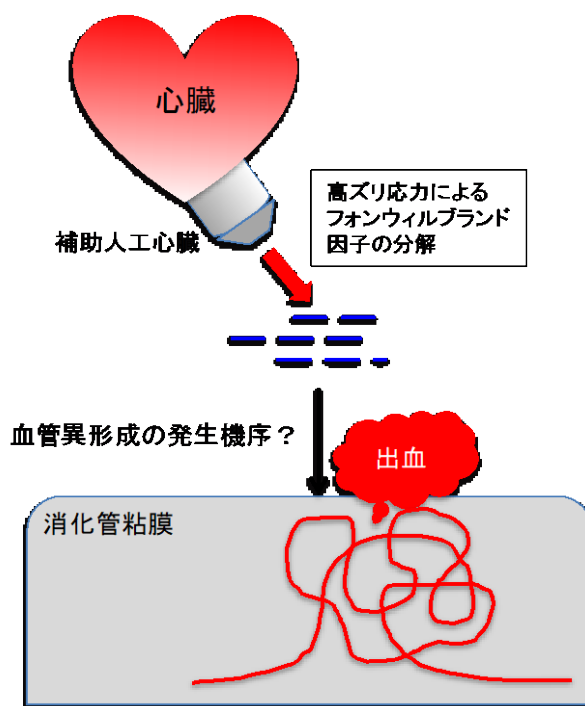 心臓
高ズリ応力による
フォンウィルブランド
因子の分解
補助人工心臓
血管異形成の発生機序？
出血
消化管粘膜